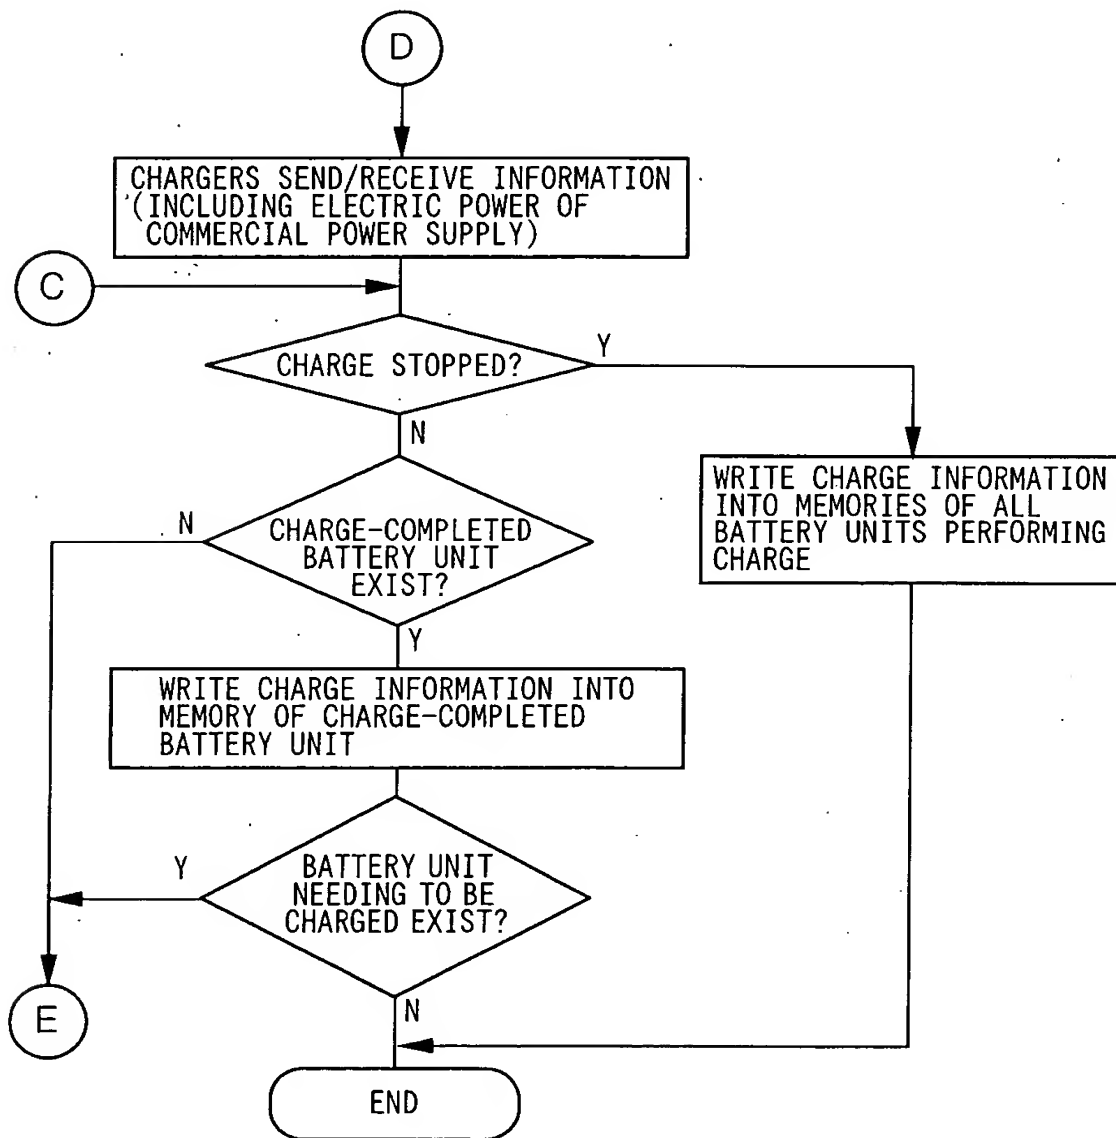 D
CHARGERS SEND/RECEIVE INFORMATION
(INCLUDING ELECTRIC POWER OF
COMMERCIAL POWER SUPPLY)
C
CHARGE STOPPED?
Y
N
WRITE CHARGE INFORMATION
INTO MEMORIES OF ALL
BATTERY UNITS PERFORMING
CHARGE
N
CHARGE-COMPLETED
BATTERY UNIT
EXIST?
Y
WRITE CHARGE INFORMATION INTO
MEMORY OF CHARGE-COMPLETED
BATTERY UNIT
Y
BATTERY UNIT
NEEDING TO BE
CHARGED EXIST?
N
E
END